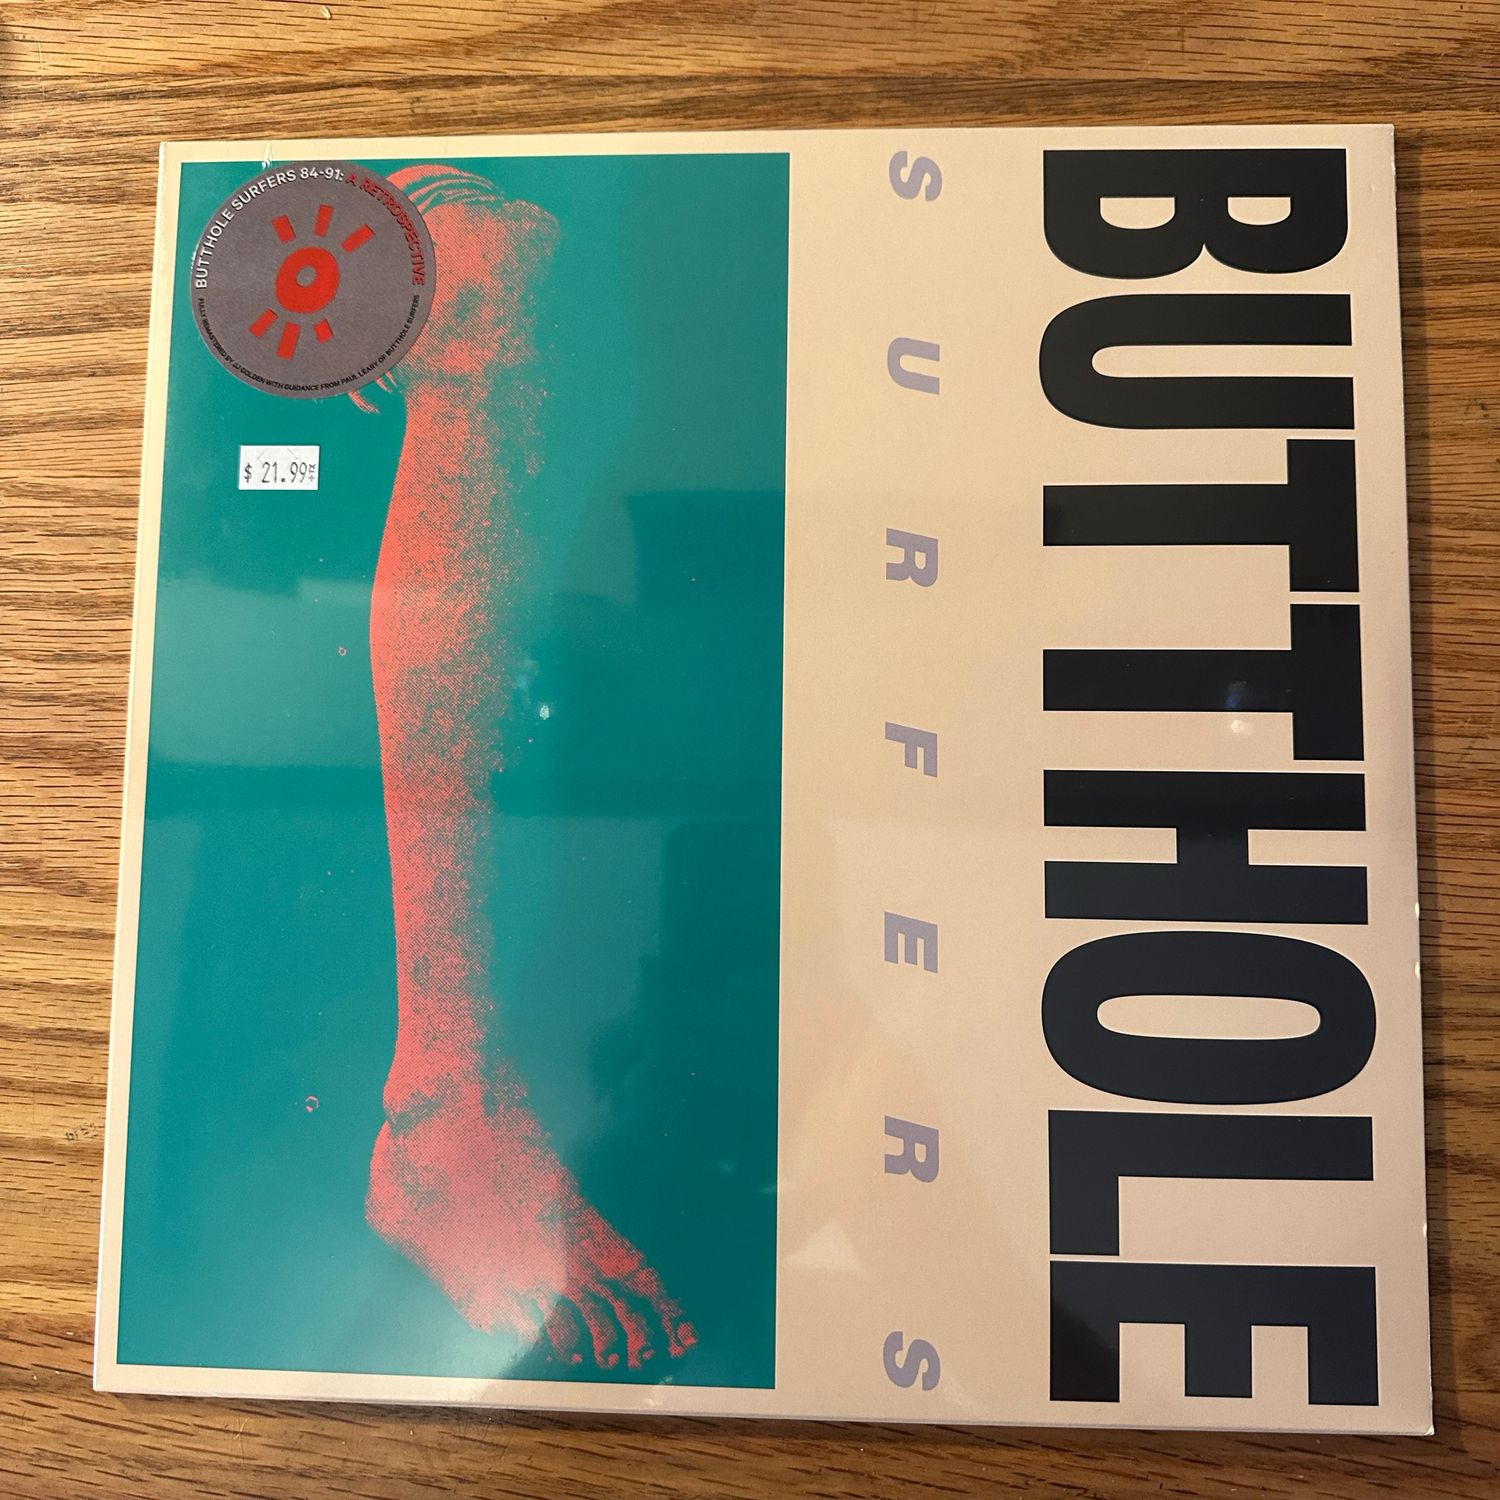 BUTTHOLE
SURFERS
BUTTHOLE SURFERS 84-91: A RETROSPECTIVE
FULLY REMASTERED BY JJ GOLDEN WITH GUIDANCE FROM PAUL LEARY OF BUTTHOLE SURFERS
$ 21.99 +TX